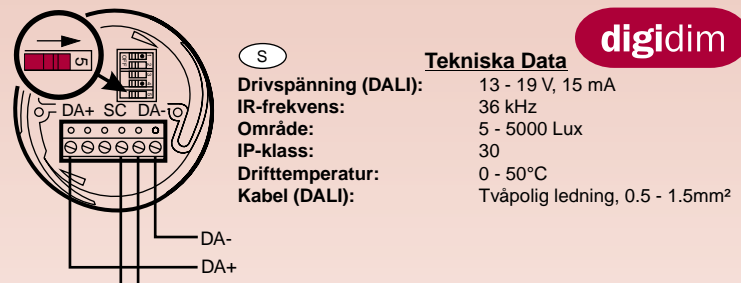 digidim
S
Tekniska Data
Drivspänning (DALI): 13 - 19 V, 15 mA
IR-frekvens: 36 kHz
Område: 5 - 5000 Lux
IP-klass: 30
Drifttemperatur: 0 - 50°C
Kabel (DALI): Tvåpolig ledning, 0.5 - 1.5mm²
5
DA+ SC DA-
DA-
DA+